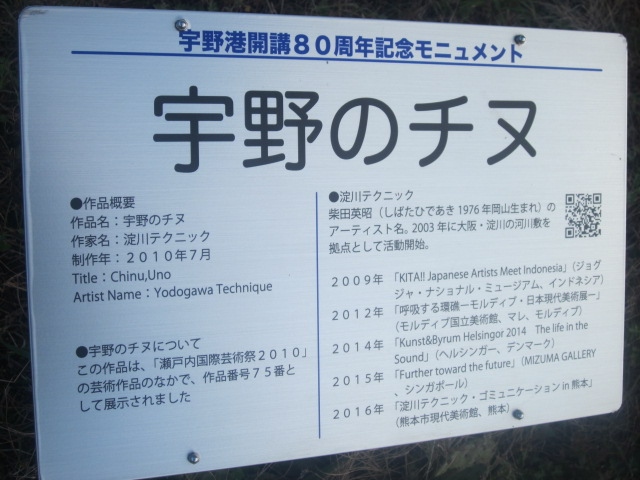 宇野港開講８０周年記念モニュメント
宇野のチヌ
●作品概要
作品名：宇野のチヌ
作家名：淀川テクニック
制作年：２０１０年７月
Title：Chinu,Uno
Artist Name：Yodogawa Technique
●宇野のチヌについて
この作品は、「瀬戸内国際芸術祭２０１０」
の芸術作品のなかで、作品番号７５番と
して展示されました
●淀川テクニック
柴田英昭（しばたひであき 1976 年岡山生まれ）の
アーティスト名。2003 年に大阪・淀川の河川敷を
拠点として活動開始。
２００９年　「KITA!! Japanese Artists Meet Indonesia」（ジョグ
ジャ・ナショナル・ミュージアム、インドネシア）
２０１２年　「呼吸する環礁ーモルディブ・日本現代美術展ー」
（モルディブ国立美術館、マレ、モルディブ）
２０１４年　「Kunst&Byrum Helsingor 2014　The life in the
Sound」（ヘルシンガー、デンマーク）
２０１５年　「Further toward the future」（MIZUMA GALLERY
、シンガポール）
２０１６年　「淀川テクニック・ゴミュニケーション in 熊本」
（熊本市現代美術館、熊本）